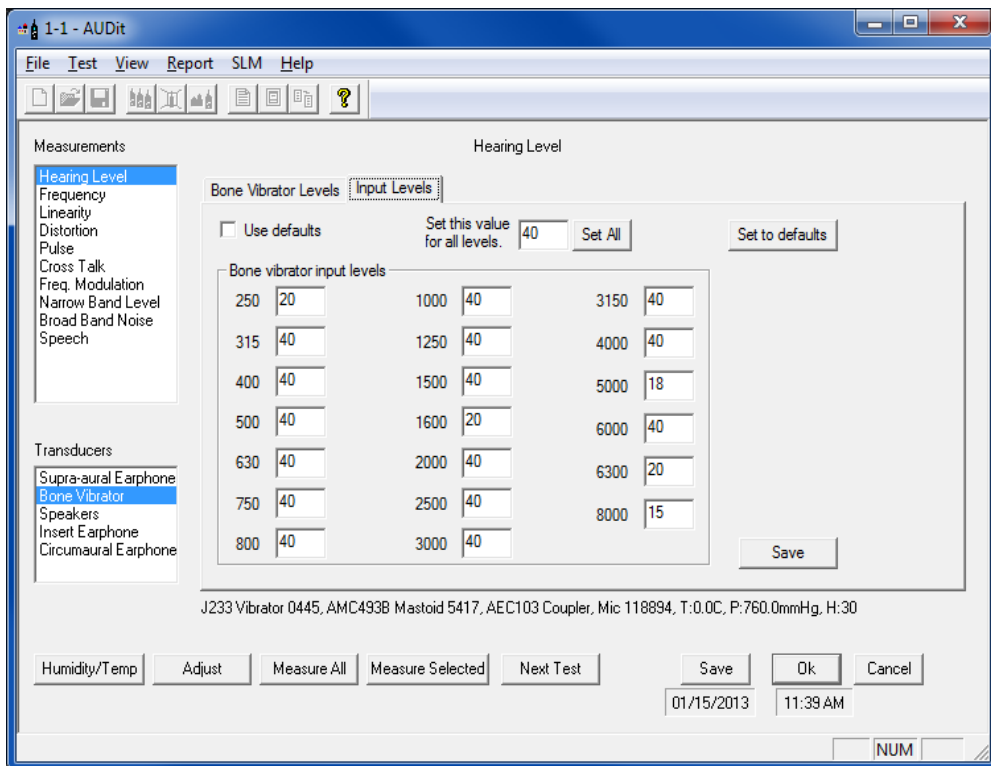 1-1 - AUDit
File Test View Report SLM Help
Measurements
Hearing Level
Frequency
Linearity
Distortion
Pulse
Cross Talk
Freq. Modulation
Narrow Band Level
Broad Band Noise
Speech
Transducers
Supra-aural Earphone
Bone Vibrator
Speakers
Insert Earphone
Circumaural Earphone
Hearing Level
Bone Vibrator Levels Input Levels
Use defaults
Set this value
for all levels.
40 Set All Set to defaults
Bone vibrator input levels
250 20 1000 40 3150 40
315 40 1250 40 4000 40
400 40 1500 40 5000 18
500 40 1600 20 6000 40
630 40 2000 40 6300 20
750 40 2500 40 8000 15
800 40 3000 40
Save
J233 Vibrator 0445, AMC493B Mastoid 5417, AEC103 Coupler, Mic 118894, T:0.0C, P:760.0mmHg, H:30
Humidity/Temp Adjust Measure All Measure Selected Next Test Save Ok Cancel
01/15/2013 11:39 AM
NUM